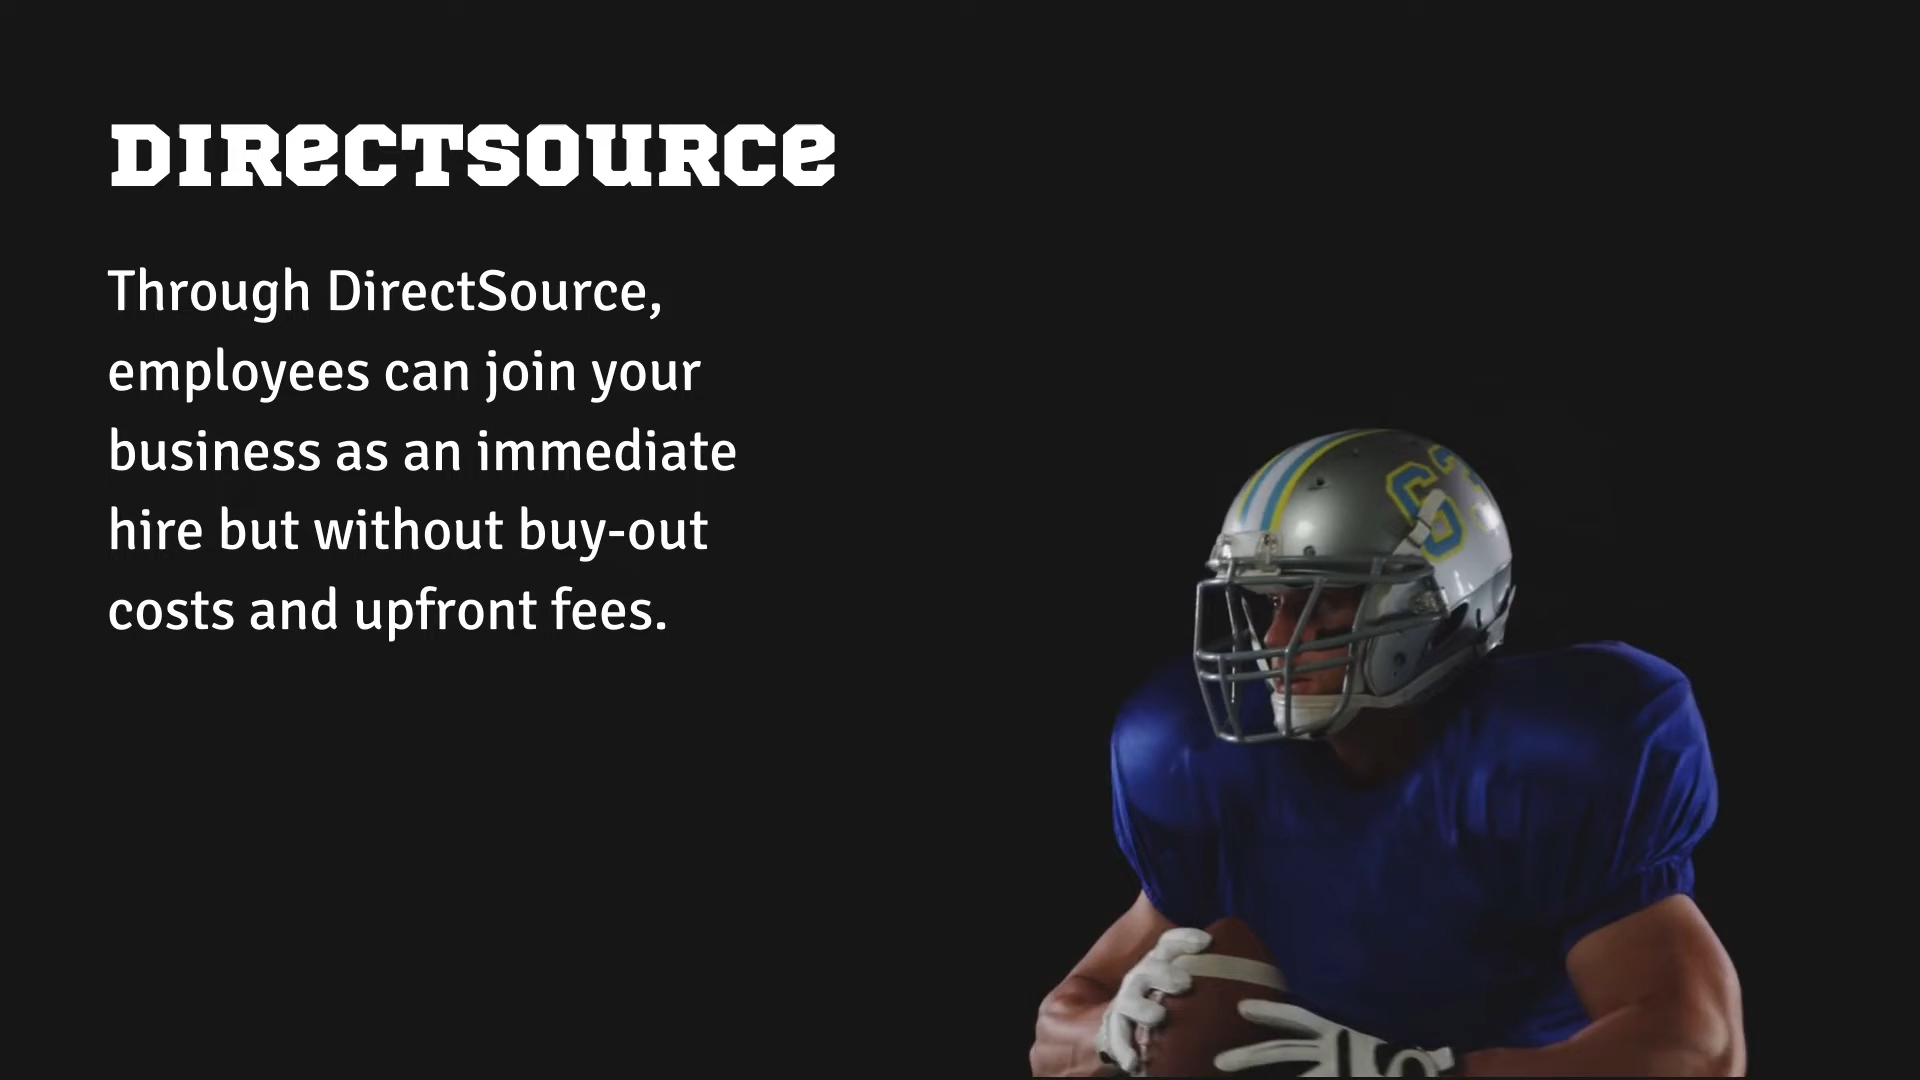 DIRECTSOURCE
Through DirectSource,
employees can join your
business as an immediate
hire but without buy-out
costs and upfront fees.
63